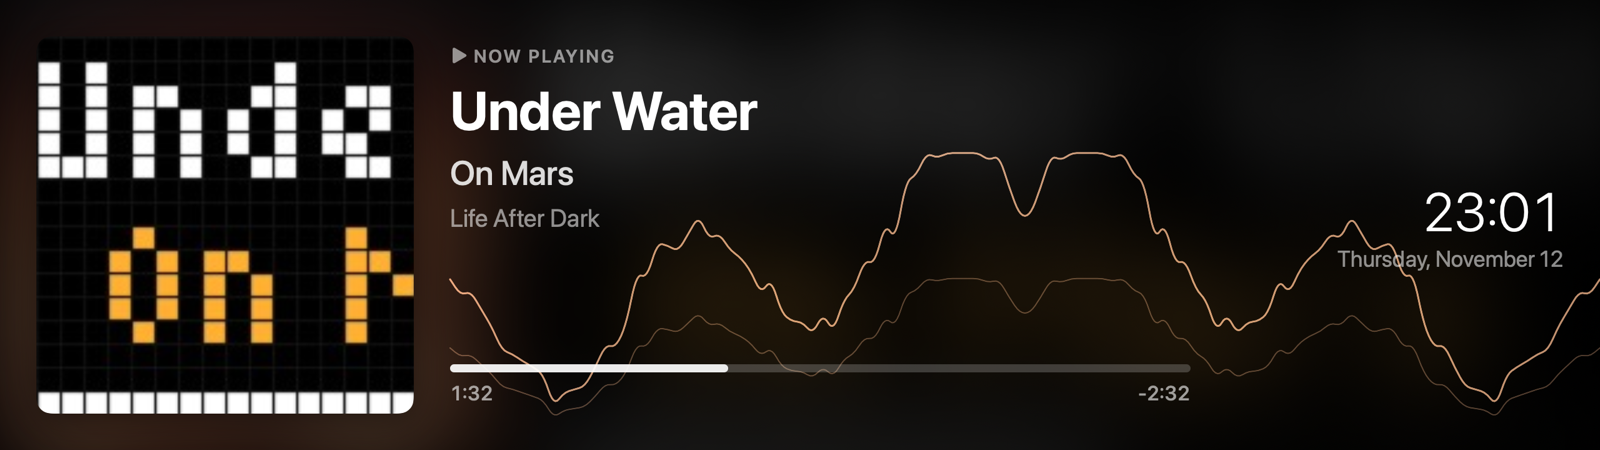 Unde
on
NOW PLAYING
Under Water
On Mars
Life After Dark
1:32
-2:32
23:01
Thursday, November 12